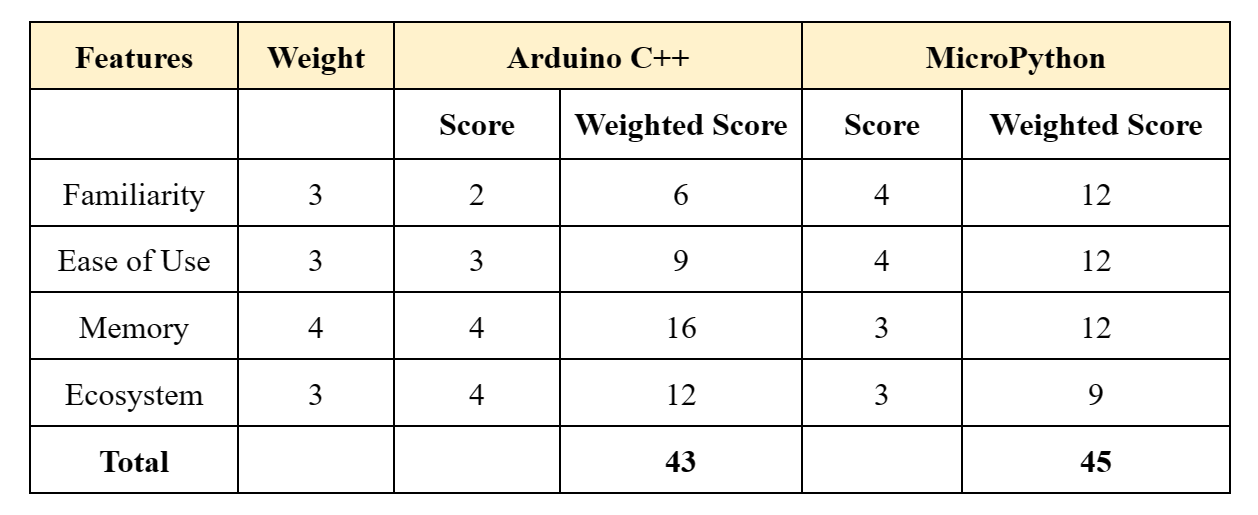 Features Weight Arduino C++ MicroPython
Score Weighted Score Score Weighted Score
Familiarity 3 2 6 4 12
Ease of Use 3 3 9 4 12
Memory 4 4 16 3 12
Ecosystem 3 4 12 3 9
Total 43 45